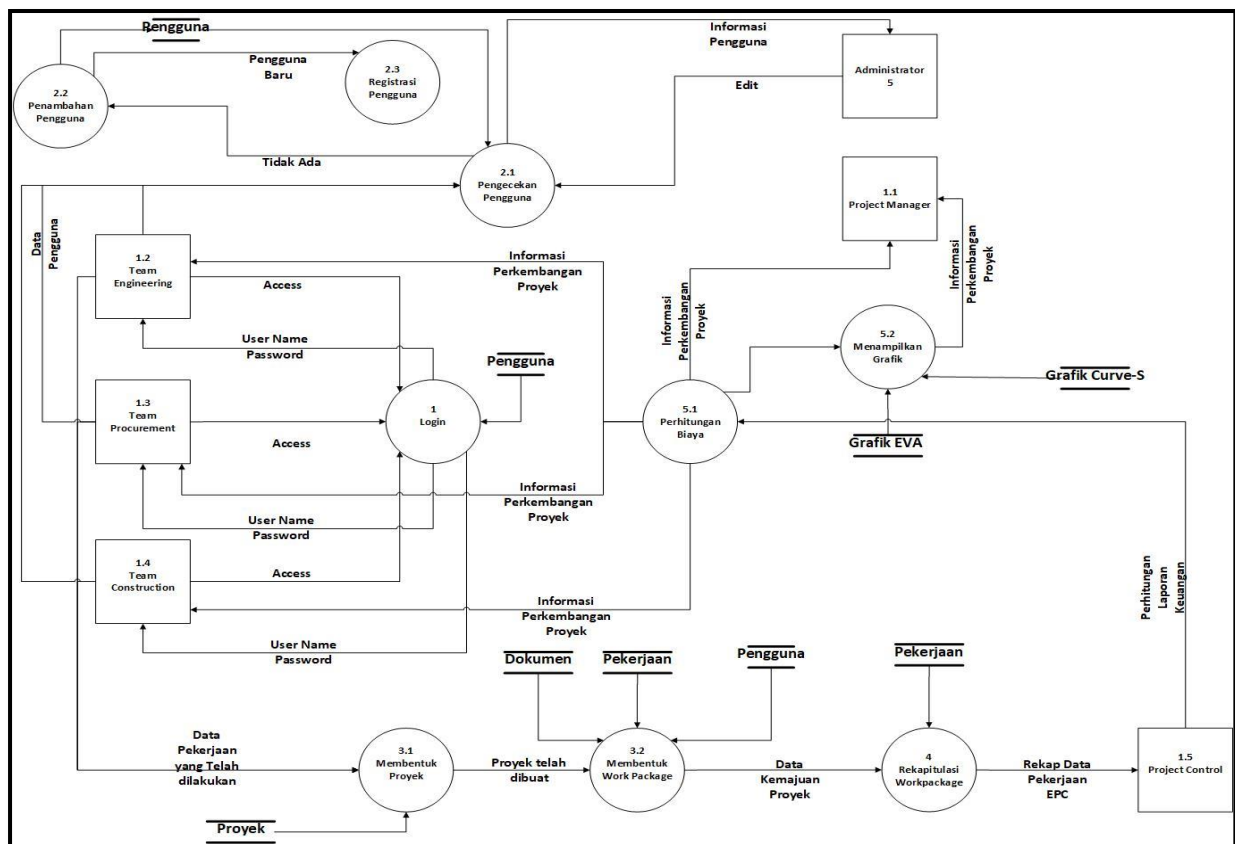 Pengguna
Pengguna
Baru
2.2
Penambahan
Pengguna
2.3
Registrasi
Pengguna
Informasi
Pengguna
Administrator
5
Edit
Tidak Ada
2.1
Pengecekan
Pengguna
1.1
Project Manager
Data
Pengguna
1.2
Team
Engineering
Access
Informasi
Perkembangan
Proyek
Informasi
Perkembangan
Proyek
Informasi
Perkembangan
Proyek
5.2
Menampilkan
Grafik
User Name
Password
Pengguna
Grafik Curve-S
1.3
Team
Procurement
Access
1
Login
5.1
Perhitungan
Biaya
Grafik EVA
Informasi
Perkembangan
Proyek
User Name
Password
1.4
Team
Construction
Access
Informasi
Perkembangan
Proyek
Perhitungan
Laporan
Keuangan
User Name
Password
Dokumen
Pekerjaan
Pengguna
Pekerjaan
Data
Pekerjaan
yang Telah
dilakukan
3.1
Membentuk
Proyek
Proyek telah
dibuat
3.2
Membentuk
Work Package
Data
Kemajuan
Proyek
4
Rekapitulasi
Workpackage
Rekap Data
Pekerjaan
EPC
1.5
Project Control
Proyek